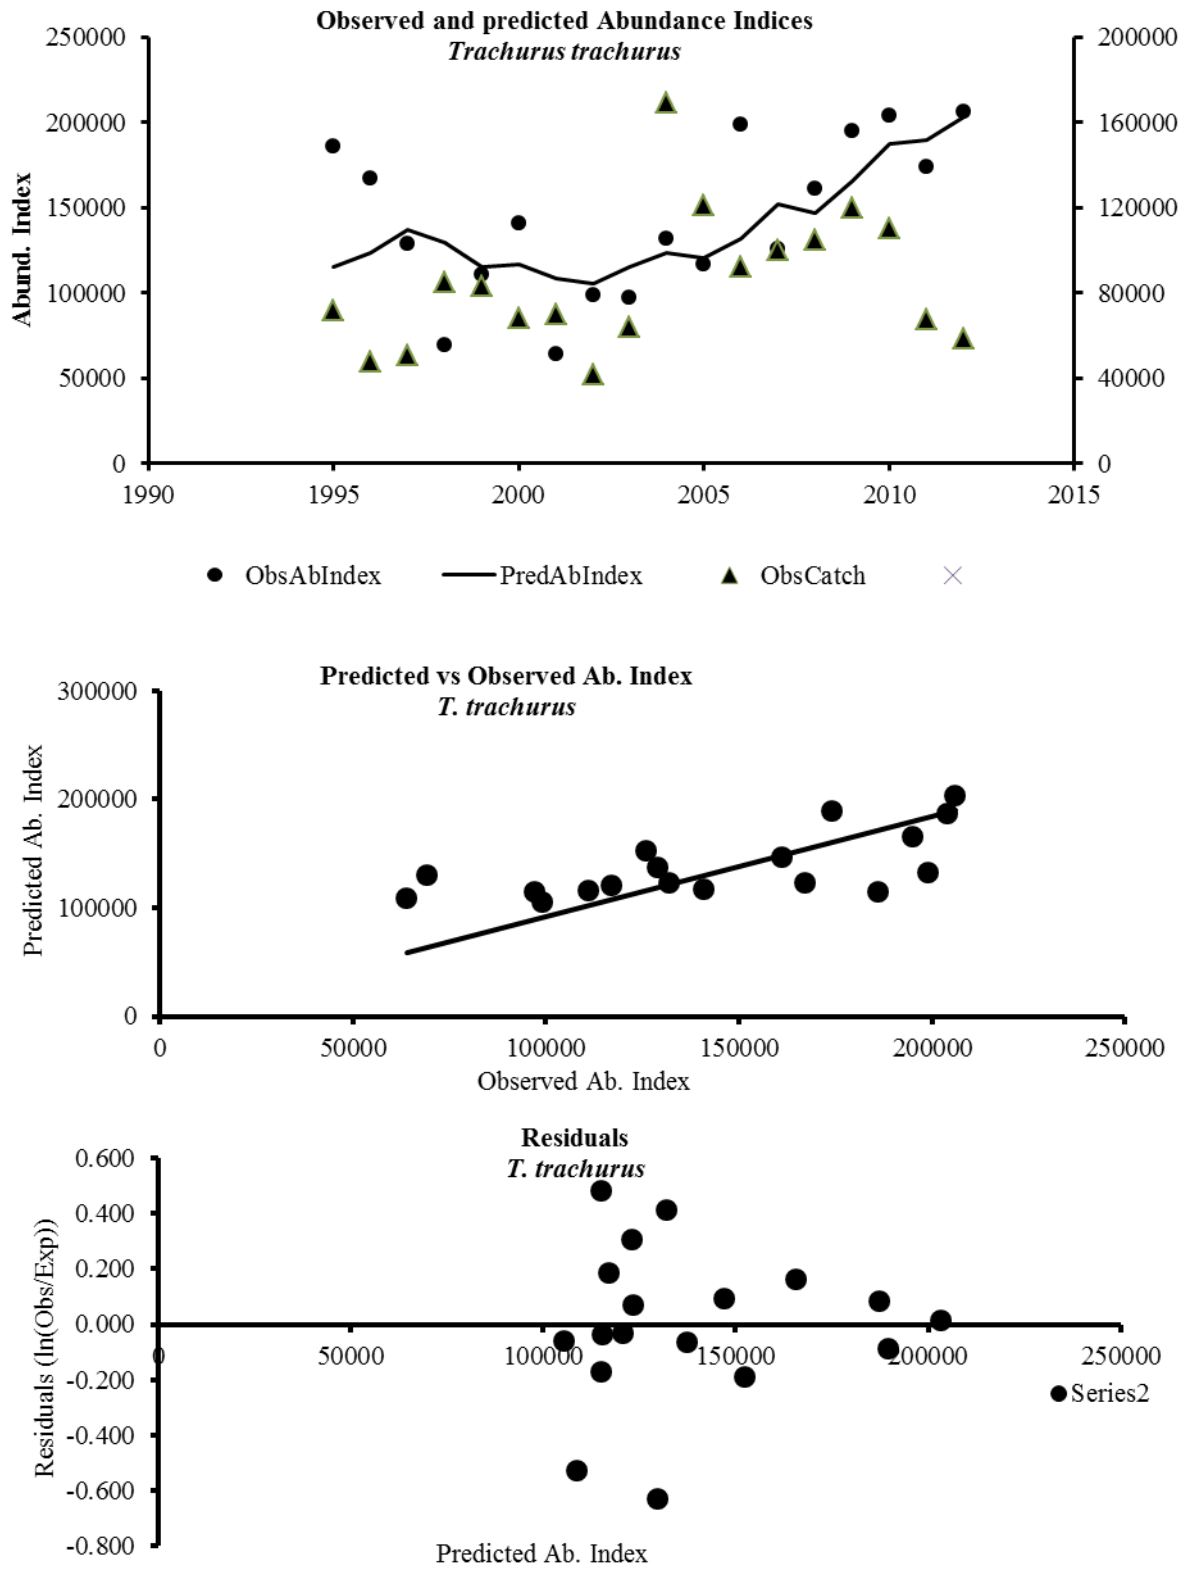 Observed and predicted Abundance Indices
Trachurus trachurus
250000
200000
150000
100000
50000
0
Abund. Index
200000
160000
120000
80000
40000
0
1990 1995 2000 2005 2010 2015
ObsAbIndex PredAbIndex ObsCatch
Predicted vs Observed Ab. Index
T. trachurus
300000
200000
100000
0
Predicted Ab. Index
0 50000 100000 150000 200000 250000
Observed Ab. Index
Residuals
T. trachurus
0.600
0.400
0.200
0.000
-0.200
-0.400
-0.600
-0.800
Residuals (ln(Obs/Exp))
0 50000 100000 150000 200000 250000
Series2
Predicted Ab. Index